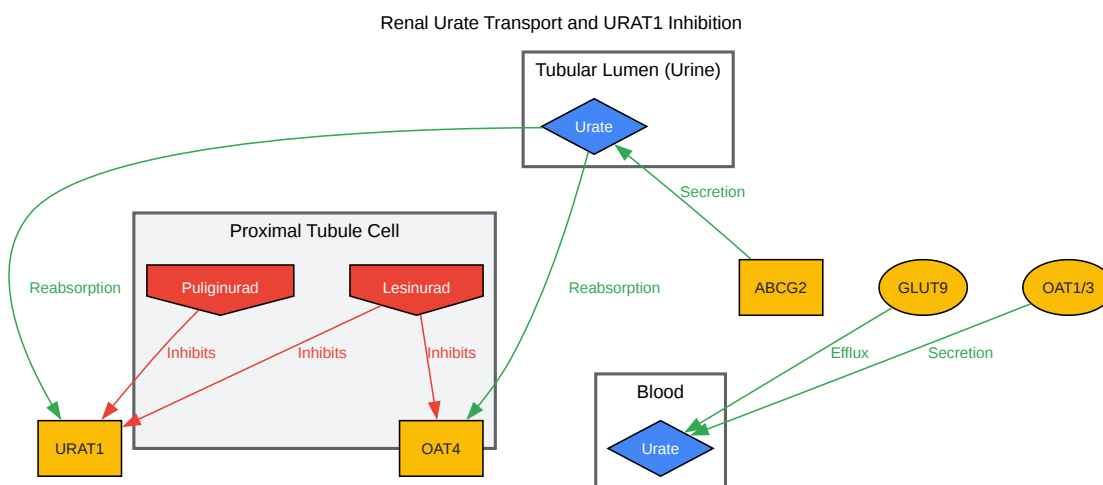 Renal Urate Transport and URAT1 Inhibition
Tubular Lumen (Urine)
Urate
Secretion
Proximal Tubule Cell
Reabsorption
Puliginurad
Lesinurad
Reabsorption
ABCG2
GLUT9
OAT1/3
Inhibits
Inhibits
Inhibits
Efflux
Secretion
Blood
URAT1
OAT4
Urate